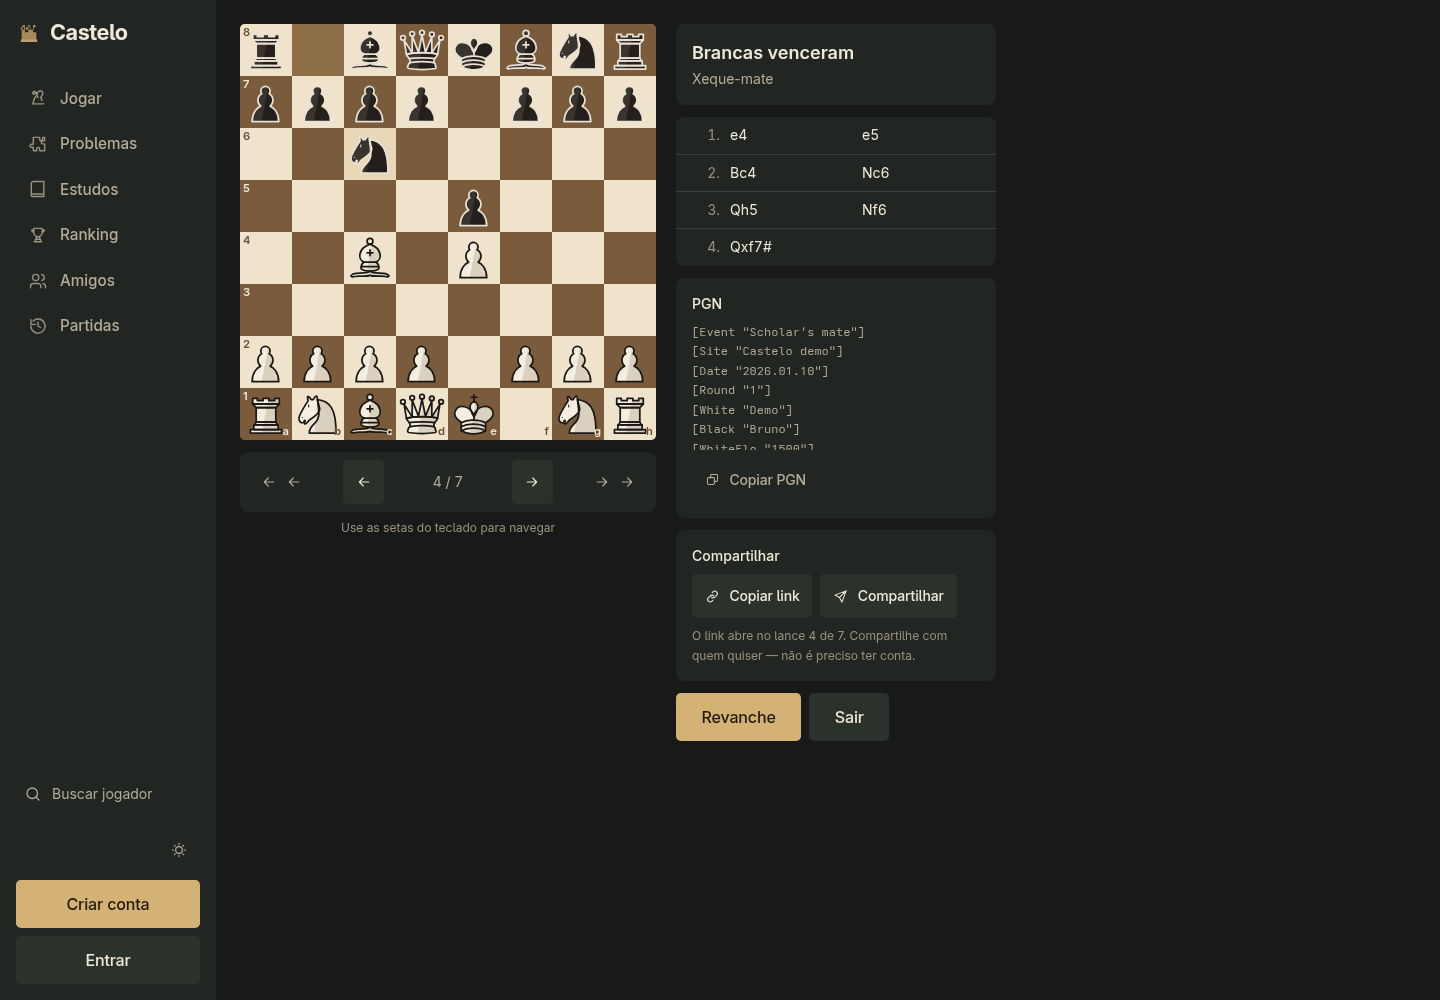 Castelo
Jogar
Problemas
Estudos
Ranking
Amigos
Partidas
Buscar jogador
Criar conta
Entrar
8
7
6
5
4
3
2
1
a b c d e f g h
4 / 7
Use as setas do teclado para navegar
Brancas venceram
Xeque-mate
1. e4 e5
2. Bc4 Nc6
3. Qh5 Nf6
4. Qxf7#
PGN
[Event "Scholar's mate"]
[Site "Castelo demo"]
[Date "2026.01.10"]
[Round "1"]
[White "Demo"]
[Black "Bruno"]
[WhiteElo "1500"]
Copiar PGN
Compartilhar
Copiar link
Compartilhar
O link abre no lance 4 de 7. Compartilhe com
quem quiser — não é preciso ter conta.
Revanche
Sair